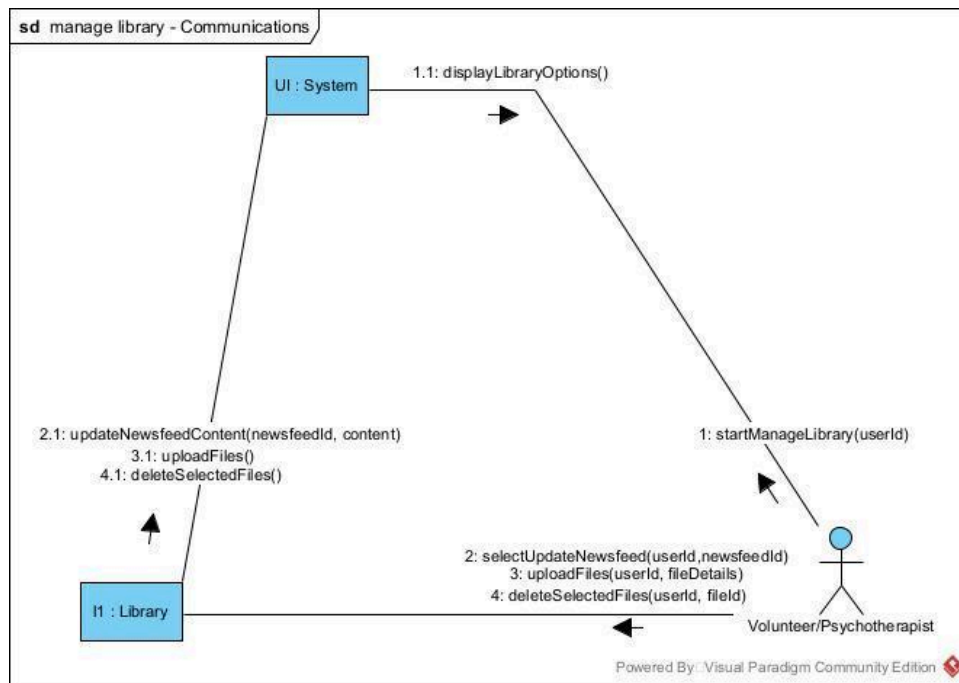 sd manage library - Communications
1.1: displayLibraryOptions()
UI : System
2.1: updateNewsfeedContent(newsfeedId, content)
3.1: uploadFiles()
4.1: deleteSelectedFiles()
1: startManageLibrary(userId)
2: selectUpdateNewsfeed(userId,newsfeedId)
3: uploadFiles(userId, fileDetails)
4: deleteSelectedFiles(userId, fileId)
l1 : Library
Volunteer/Psychotherapist
Powered By Visual Paradigm Community Edition